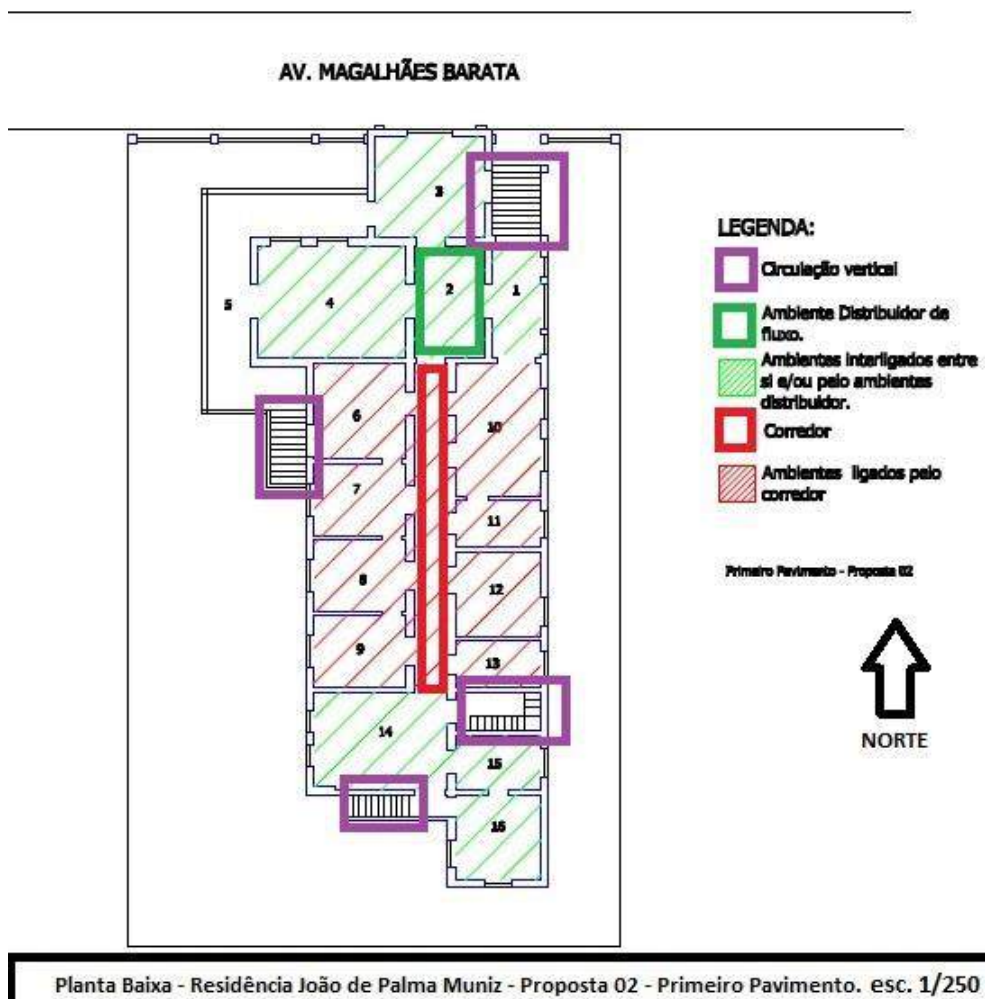 AV. MAGALHÃES BARATA
3
2
1
4
5
6
10
7
11
8
12
9
13
14
15
16
LEGENDA:
Circulação vertical
Ambiente Distribuidor de
fluxo.
Ambientes interligados entre
si e/ou pelo ambientes
distribuidor.
Corredor
Ambientes ligados pelo
corredor
Primeiro Pavimento - Proposta 02
NORTE
Planta Baixa - Residência João de Palma Muniz - Proposta 02 - Primeiro Pavimento. esc. 1/250